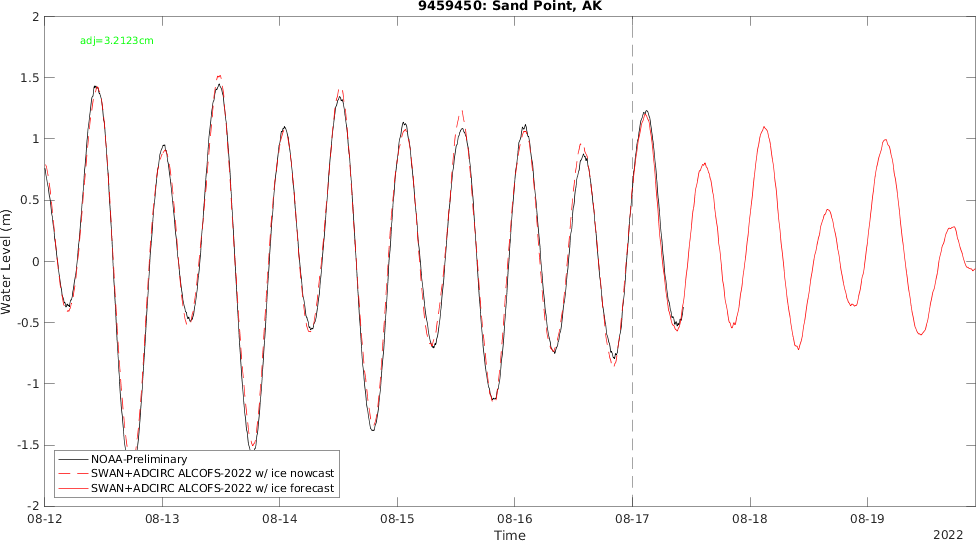 9459450: Sand Point, AK
adj=3.2123cm
2
1.5
1
0.5
0
-0.5
-1
-1.5
-2
Water Level (m)
NOAA-Preliminary
SWAN+ADCIRC ALCOFS-2022 w/ ice nowcast
SWAN+ADCIRC ALCOFS-2022 w/ ice forecast
08-12 08-13 08-14 08-15 08-16 08-17 08-18 08-19
Time
2022